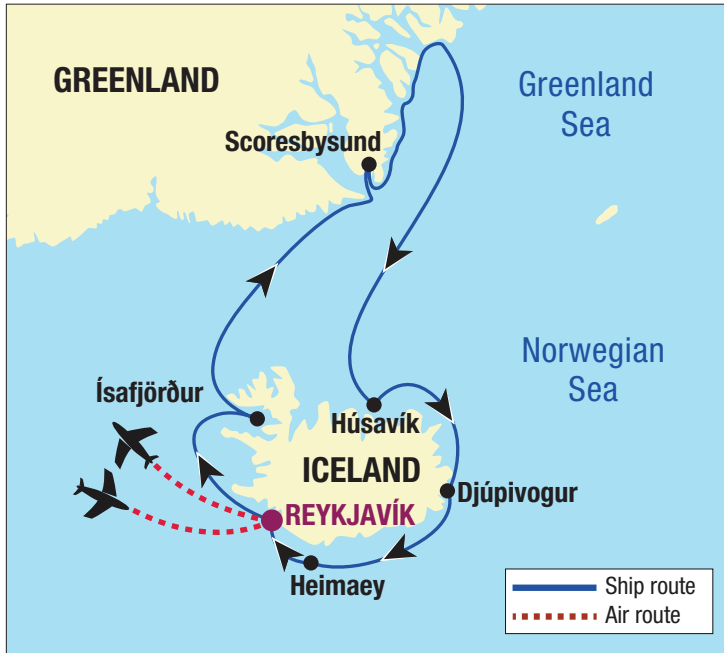 GREENLAND
Greenland
Sea
Scoresbysund
Norwegian
Sea
Ísafjörður
Húsavík
ICELAND
Djúpivogur
REYKJAVÍK
Heimaey
Ship route
Air route